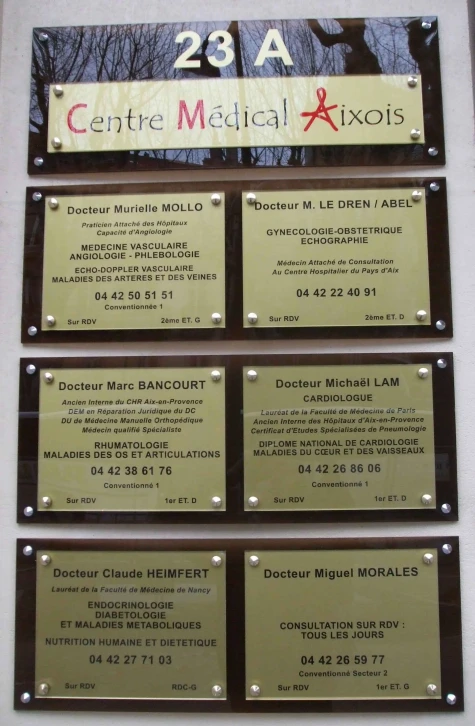 23 A
Centre Médical Aixois
Docteur Murielle MOLLO
Praticien Attaché des Hôpitaux
Capacité d'Angiologie
MEDECINE VASCULAIRE
ANGIOLOGIE - PHLEBOLOGIE
ECHO-DOPPLER VASCULAIRE
MALADIES DES ARTERES ET DES VEINES
04 42 50 51 51
Conventionnée 1
Sur RDV 2ème ET. G
Docteur M. LE DREN / ABEL
GYNECOLOGIE-OBSTETRIQUE
ECHOGRAPHIE
Médecin Attaché de Consultation
Au Centre Hospitalier du Pays d'Aix
04 42 22 40 91
Sur RDV 2ème ET. D
Docteur Marc BANCOURT
Ancien Interne du CHR Aix-en-Provence
DEM en Réparation Juridique du DC
DU de Médecine Manuelle Orthopédique
Médecin qualifié Spécialiste
RHUMATOLOGIE
MALADIES DES OS ET ARTICULATIONS
04 42 38 61 76
Conventionné 1
Sur RDV 1er ET. D
Docteur Michaël LAM
CARDIOLOGUE
Lauréat de la Faculté de Médecine de Paris
Ancien Interne des Hôpitaux d'Aix-en-Provence
Certificat d'Etudes Spécialisées de Pneumologie
DIPLOME NATIONAL DE CARDIOLOGIE
MALADIES DU CŒUR ET DES VAISSEAUX
04 42 26 86 06
Conventionné 1
Sur RDV 1er ET. D
Docteur Claude HEIMFERT
Lauréat de la Faculté de Médecine de Nancy
ENDOCRINOLOGIE
DIABETOLOGIE
ET MALADIES METABOLIQUES
NUTRITION HUMAINE ET DIETETIQUE
04 42 27 71 03
Sur RDV RDC-G
Docteur Miguel MORALES
CONSULTATION SUR RDV :
TOUS LES JOURS
04 42 26 59 77
Conventionné Secteur 2
Sur RDV 1er ET. G